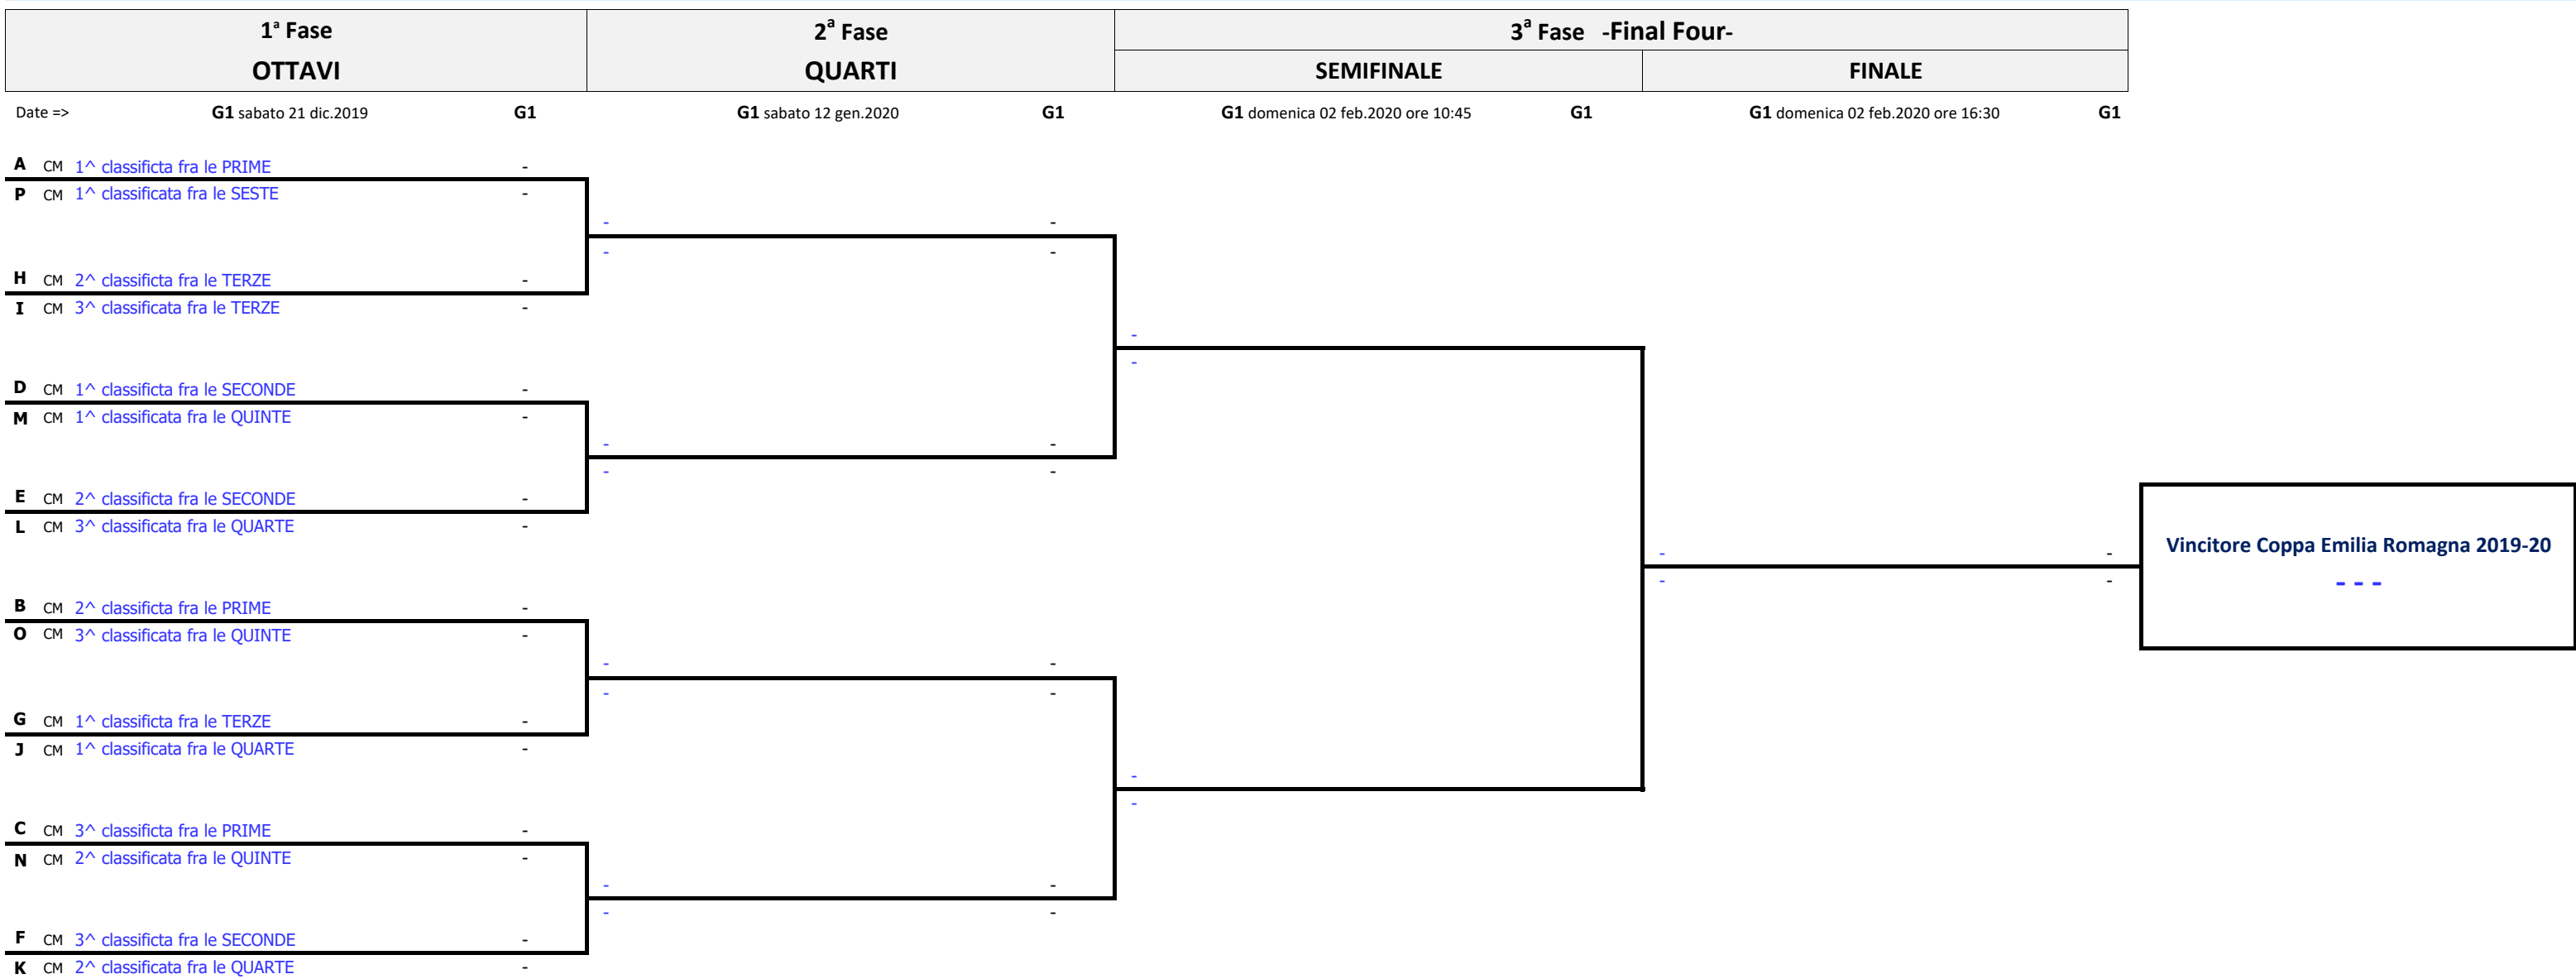 1ª Fase 2ª Fase 3ª Fase -Final Four-
OTTAVI QUARTI SEMIFINALE FINALE
Date => G1 sabato 21 dic.2019 G1 G1 sabato 12 gen.2020 G1 G1 domenica 02 feb.2020 ore 10:45 G1 G1 domenica 02 feb.2020 ore 16:30 G1
A CM 1^ classificta fra le PRIME -
P CM 1^ classificata fra le SESTE -
- -
- -
H CM 2^ classificta fra le TERZE -
I CM 3^ classificata fra le TERZE -
-
-
D CM 1^ classificta fra le SECONDE -
M CM 1^ classificata fra le QUINTE -
- -
- -
E CM 2^ classificta fra le SECONDE -
L CM 3^ classificata fra le QUARTE -
- -
Vincitore Coppa Emilia Romagna 2019-20
- -
- - -
B CM 2^ classificta fra le PRIME -
O CM 3^ classificata fra le QUINTE -
- -
- -
G CM 1^ classificta fra le TERZE -
J CM 1^ classificata fra le QUARTE -
-
-
C CM 3^ classificta fra le PRIME -
N CM 2^ classificata fra le QUINTE -
- -
- -
F CM 3^ classificta fra le SECONDE -
K CM 2^ classificata fra le QUARTE -